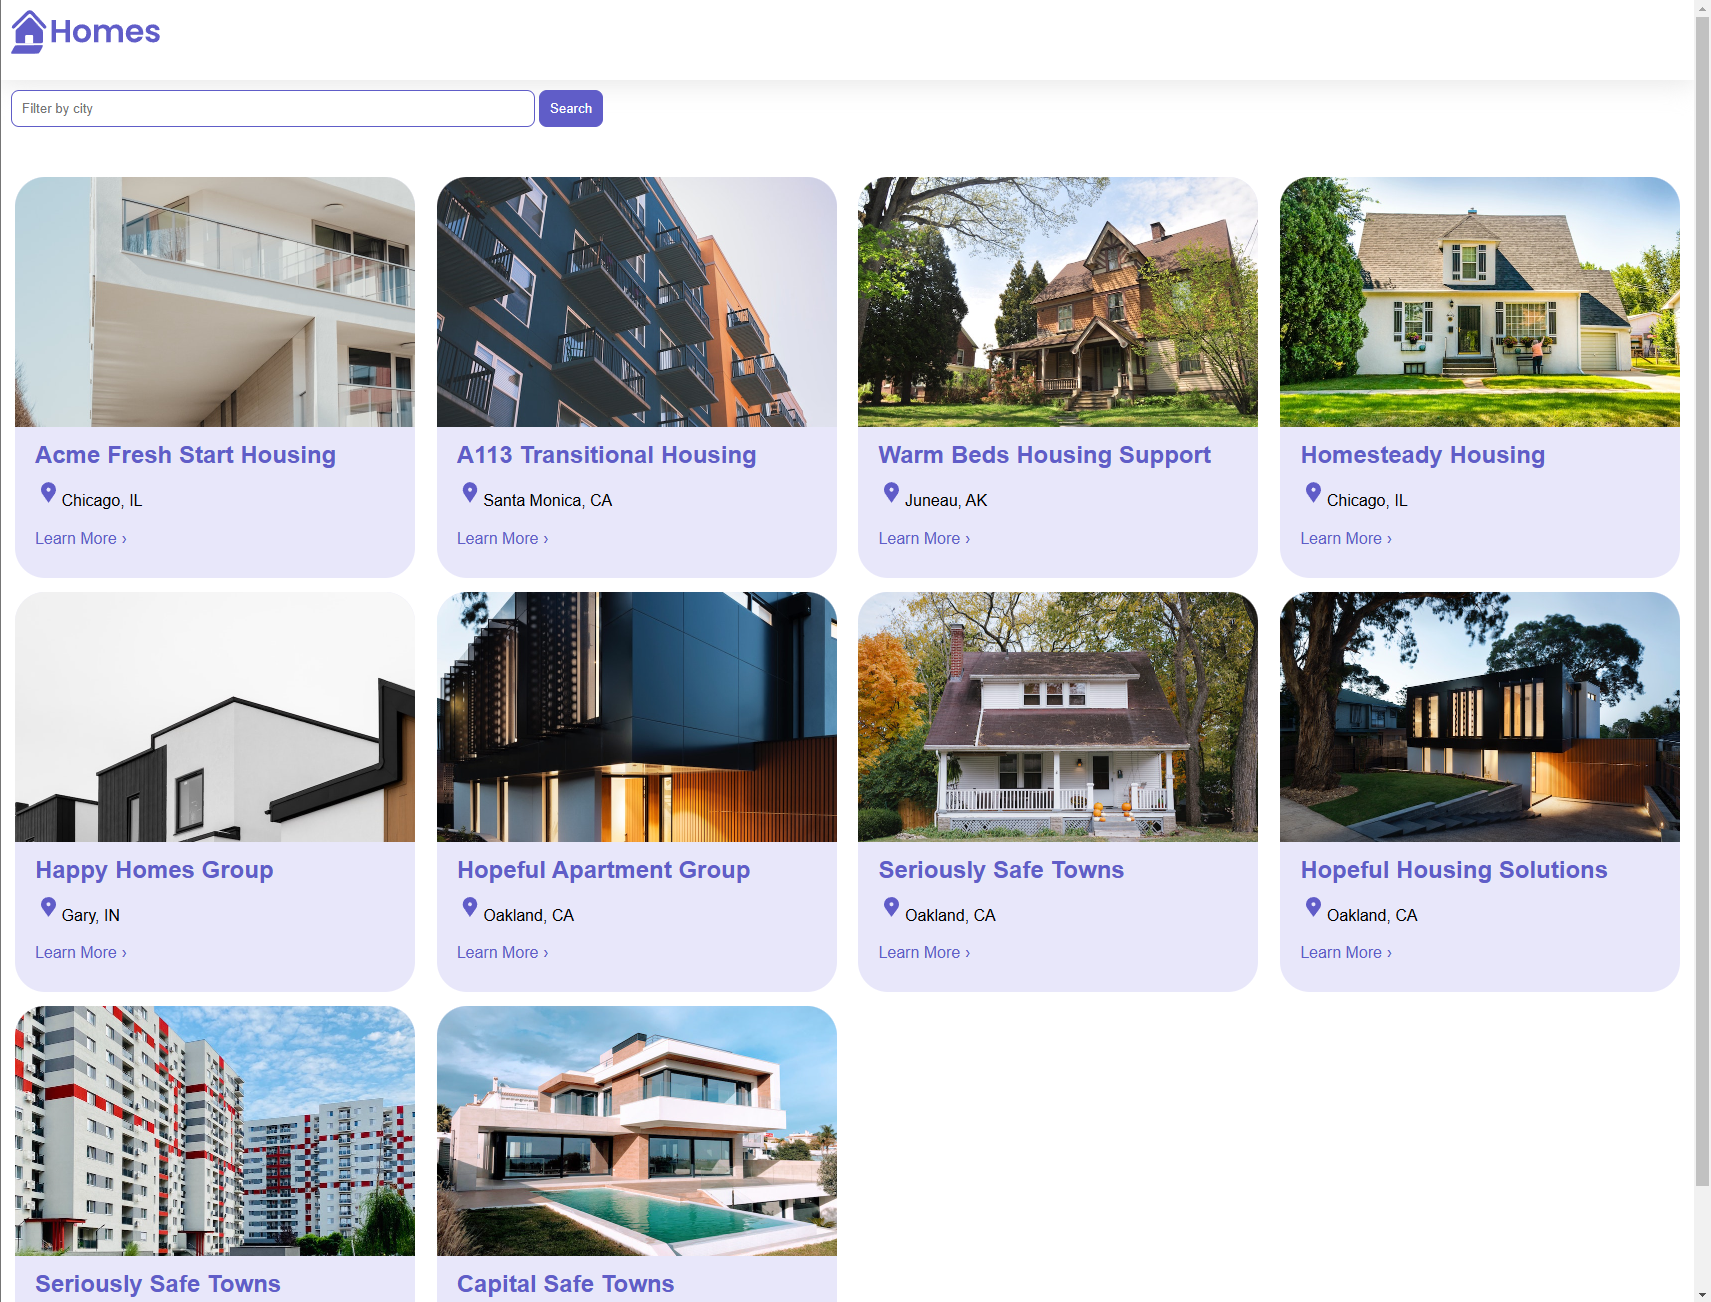 Homes
Filter by city
Search
Acme Fresh Start Housing
Chicago, IL
Learn More ›
A113 Transitional Housing
Santa Monica, CA
Learn More ›
Warm Beds Housing Support
Juneau, AK
Learn More ›
Homesteady Housing
Chicago, IL
Learn More ›
Happy Homes Group
Gary, IN
Learn More ›
Hopeful Apartment Group
Oakland, CA
Learn More ›
Seriously Safe Towns
Oakland, CA
Learn More ›
Hopeful Housing Solutions
Oakland, CA
Learn More ›
Seriously Safe Towns
Capital Safe Towns